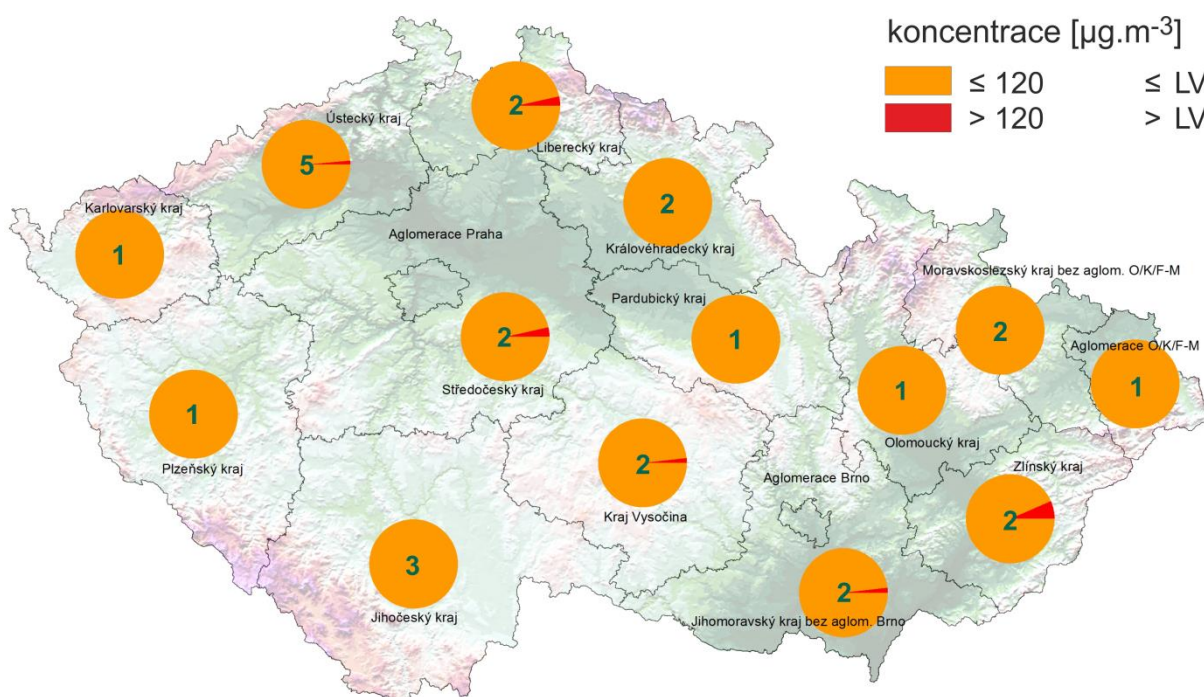 koncentrace [µg.m-3]
≤ 120 ≤ LV
> 120 > LV
2
Ústecký kraj
5
Liberecký kraj
2
Karlovarský kraj
Aglomerace Praha
Královéhradecký kraj
1
Moravskoslezský kraj bez aglom. O/K/F-M
Pardubický kraj
2
2
1
Aglomerace O/K/F-M
Středočeský kraj
1
1
1
Plzeňský kraj
Olomoucký kraj
2
Aglomerace Brno
Zlínský kraj
Kraj Vysočina
2
3
2
Jihočeský kraj
Jihomoravský kraj bez aglom. Brno